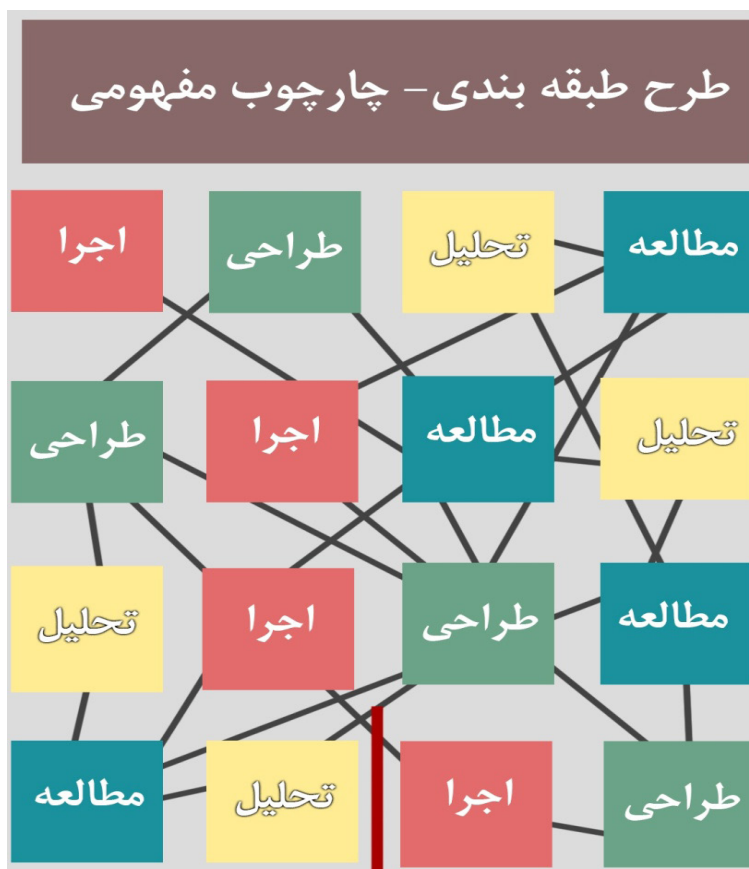 طرح طبقه بندی- چارچوب مفهومی
مطالعه
تحلیل
طراحی
اجرا
تحلیل
مطالعه
اجرا
طراحی
مطالعه
طراحی
اجرا
تحلیل
طراحی
اجرا
تحلیل
مطالعه